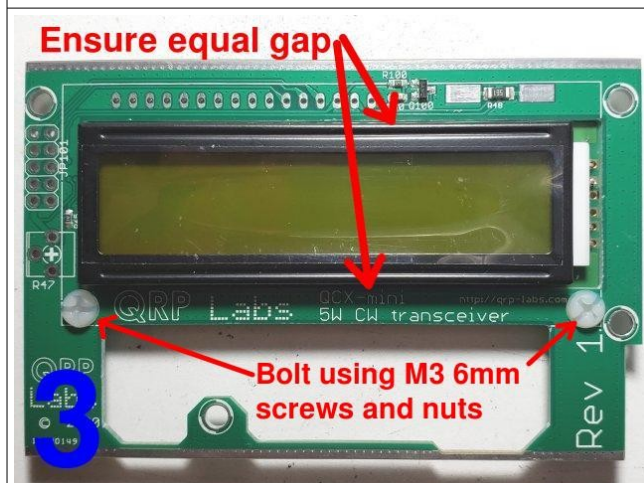 Ensure equal gap
R100
Q100
R48
JP101
R47
QRP Labs
QCX-mini
http://qrp-labs.com
5W CW transceiver
Bolt using M3 6mm
screws and nuts
QRP
Lab
©
3
Rev 1.